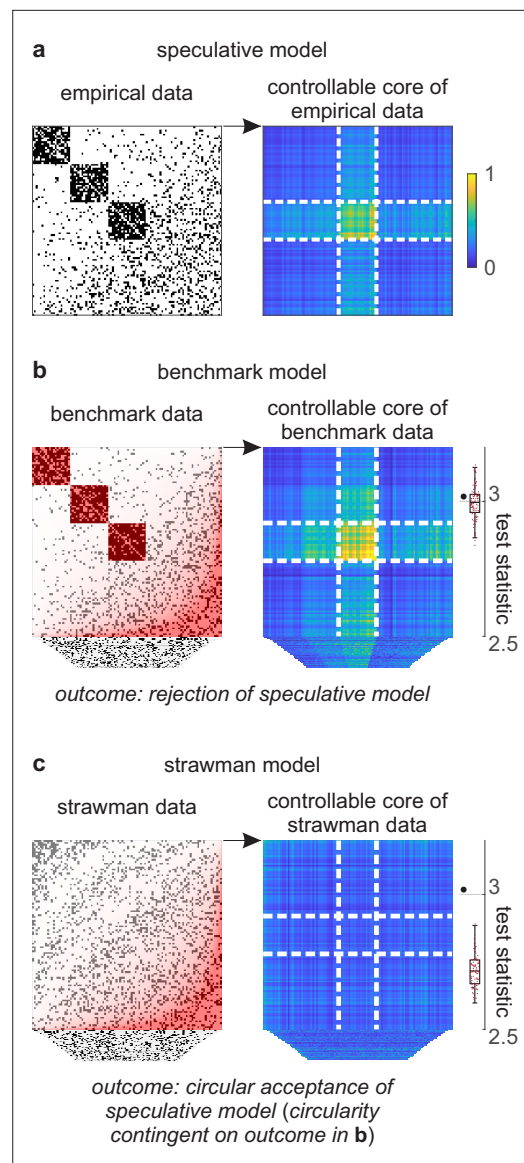 a speculative model
empirical data
controllable core of
empirical data
1
0
b benchmark model
benchmark data
controllable core of
benchmark data
3
test statistic
2.5
outcome: rejection of speculative model
c strawman model
strawman data
controllable core of
strawman data
3
test statistic
2.5
outcome: circular acceptance of
speculative model (circularity
contingent on outcome in b)